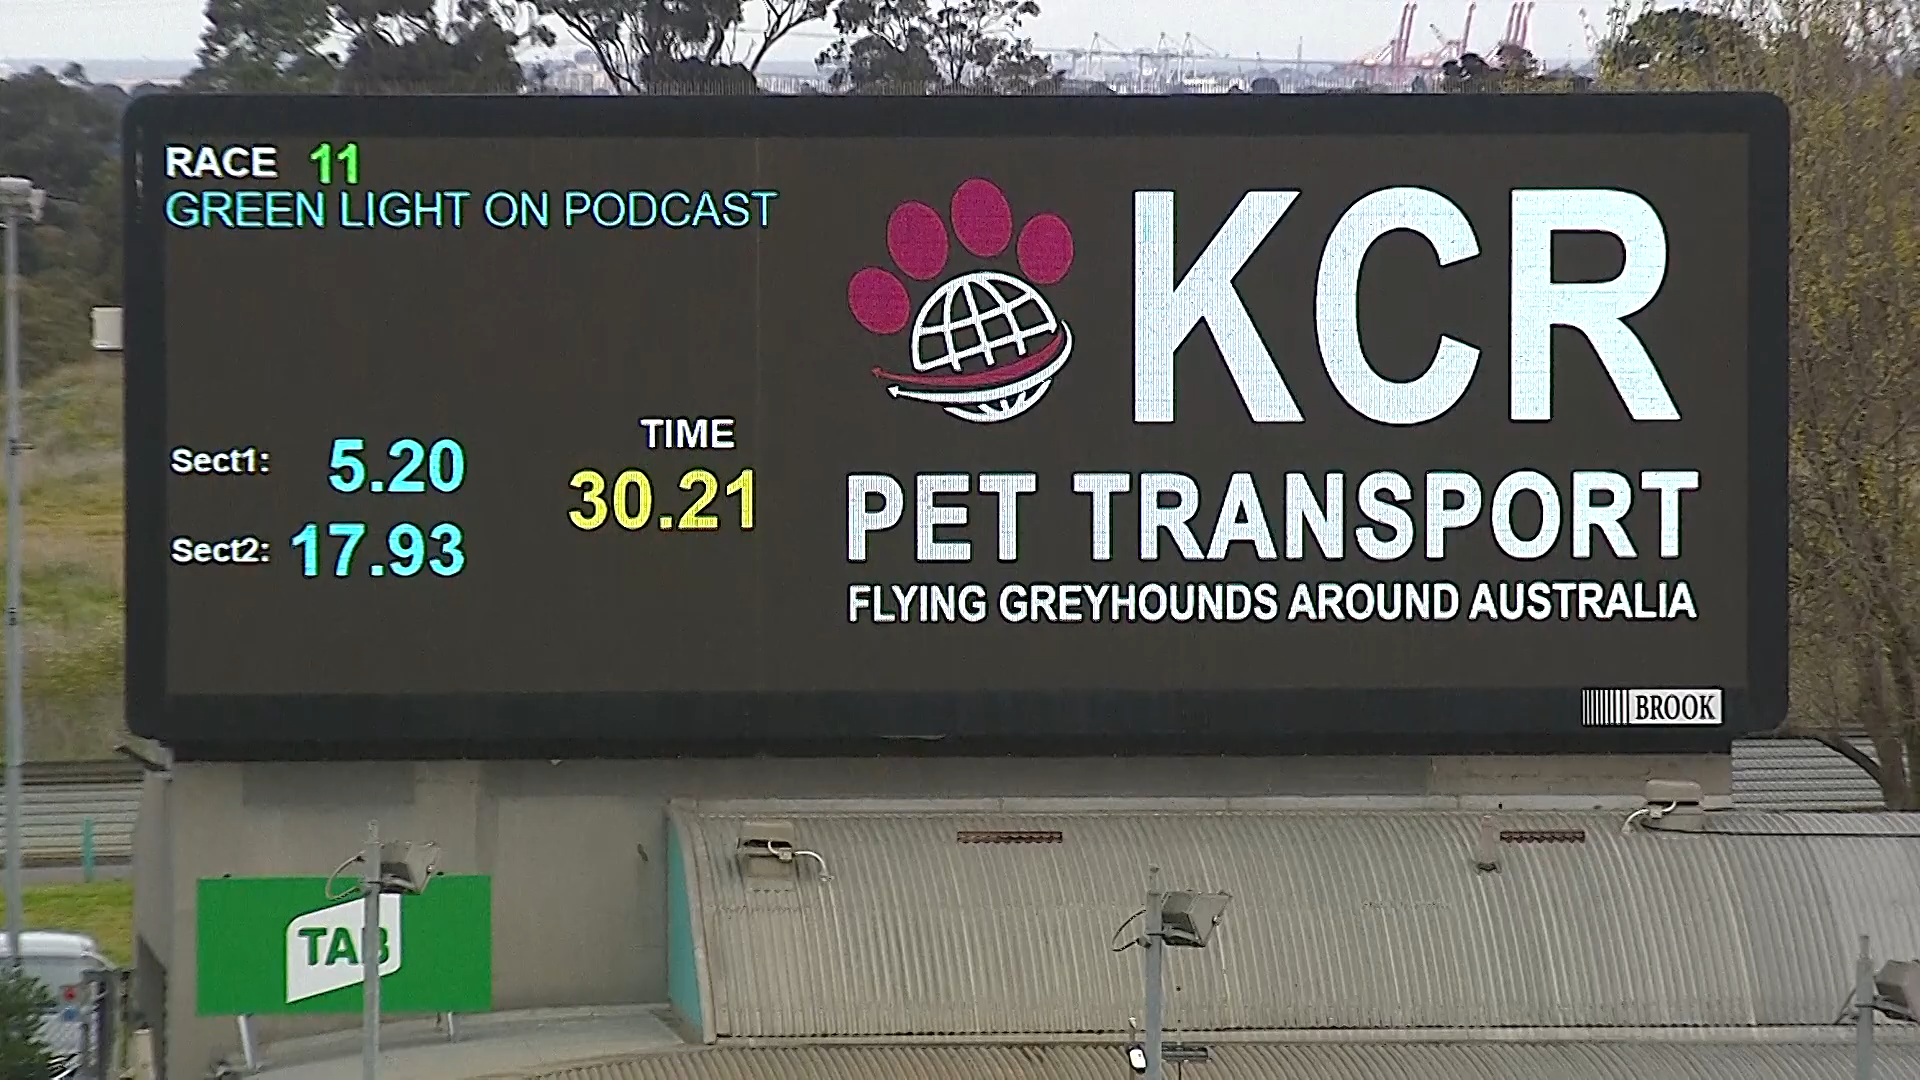 RACE 11
GREEN LIGHT ON PODCAST
Sect1: 5.20
Sect2: 17.93
TIME
30.21
KCR
PET TRANSPORT
FLYING GREYHOUNDS AROUND AUSTRALIA
BROOK
TAB